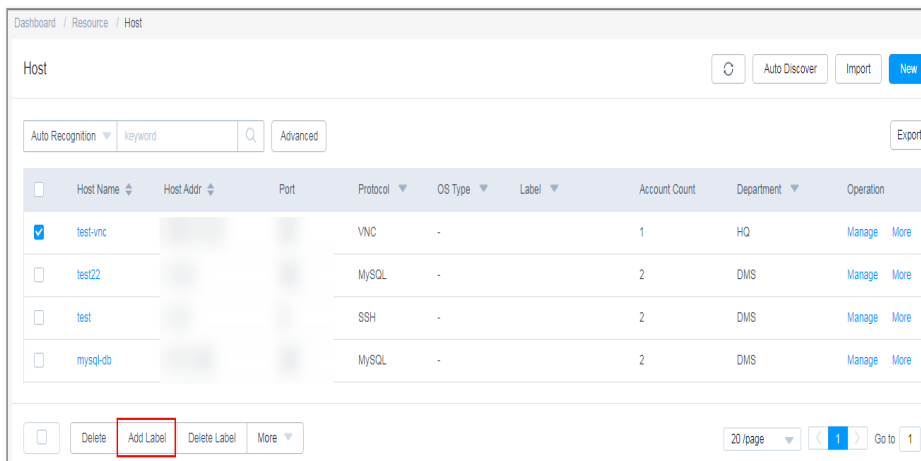 Dashboard / Resource / Host
Host Auto Discover Import New
Auto Recognition keyword Advanced Export
Host Name Host Addr Port Protocol OS Type Label Account Count Department Operation
test-vnc VNC - 1 HQ Manage More
test22 MySQL - 2 DMS Manage More
test SSH - 2 DMS Manage More
mysql-db MySQL - 2 DMS Manage More
Delete Add Label Delete Label More 20 /page 1 Go to 1